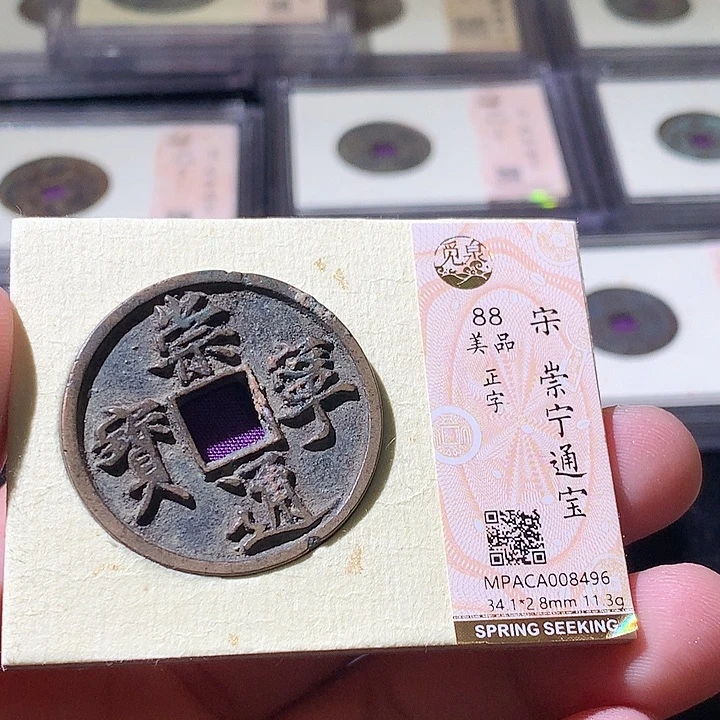 崇
寧
通
寶
觅泉
88
美品
正字
宋 崇宁通宝
MPACA008496
34.1*2.8mm 11.3g
SPRING SEEKING